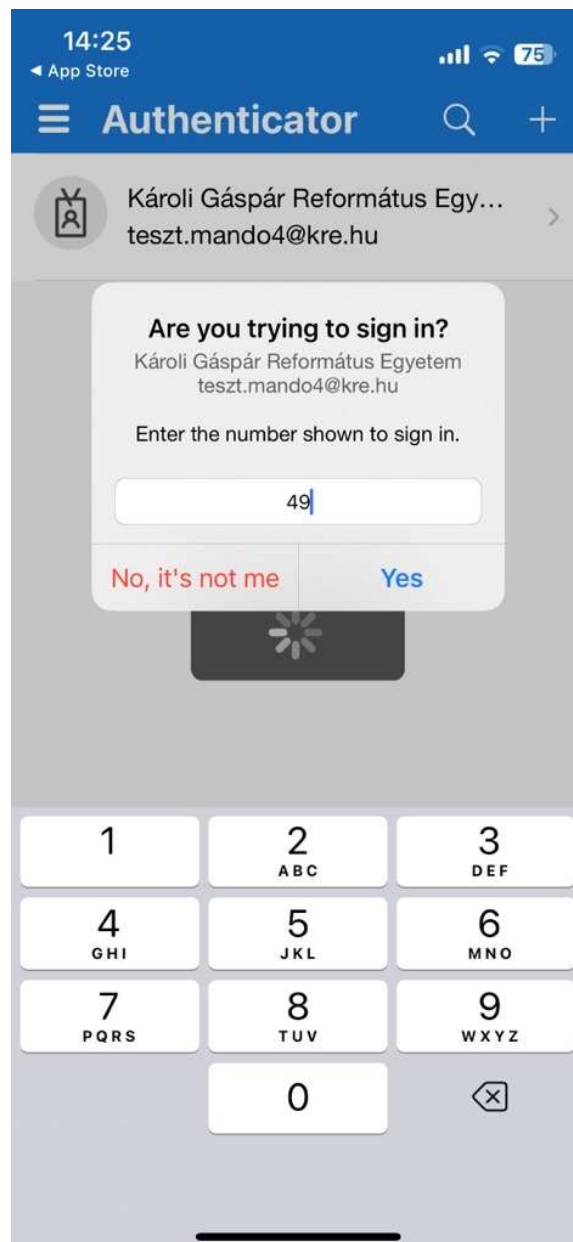 14:25
75
◀ App Store
Authenticator
Károli Gáspár Református Egy…
teszt.mando4@kre.hu
Are you trying to sign in?
Károli Gáspár Református Egyetem
teszt.mando4@kre.hu
Enter the number shown to sign in.
49
No, it's not me
Yes
1
2
ABC
3
DEF
4
GHI
5
JKL
6
MNO
7
PQRS
8
TUV
9
WXYZ
0